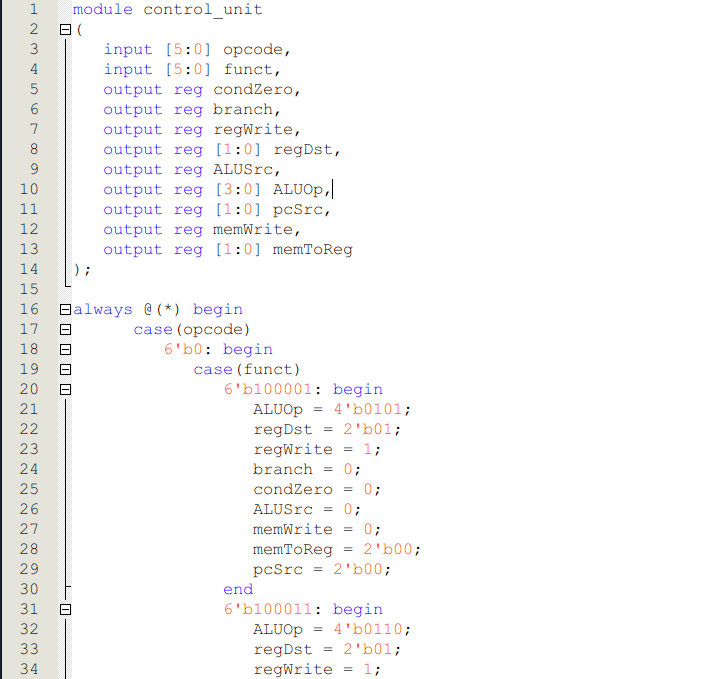 1 module control_unit
2 (
3 input [5:0] opcode,
4 input [5:0] funct,
5 output reg condZero,
6 output reg branch,
7 output reg regWrite,
8 output reg [1:0] regDst,
9 output reg ALUSrc,
10 output reg [3:0] ALUOp,
11 output reg [1:0] pcSrc,
12 output reg memWrite,
13 output reg [1:0] memToReg
14 );
15
16 always @(*) begin
17 case(opcode)
18 6'b0: begin
19 case(funct)
20 6'b100001: begin
21 ALUOp = 4'b0101;
22 regDst = 2'b01;
23 regWrite = 1;
24 branch = 0;
25 condZero = 0;
26 ALUSrc = 0;
27 memWrite = 0;
28 memToReg = 2'b00;
29 pcSrc = 2'b00;
30 end
31 6'b100011: begin
32 ALUOp = 4'b0110;
33 regDst = 2'b01;
34 regWrite = 1;